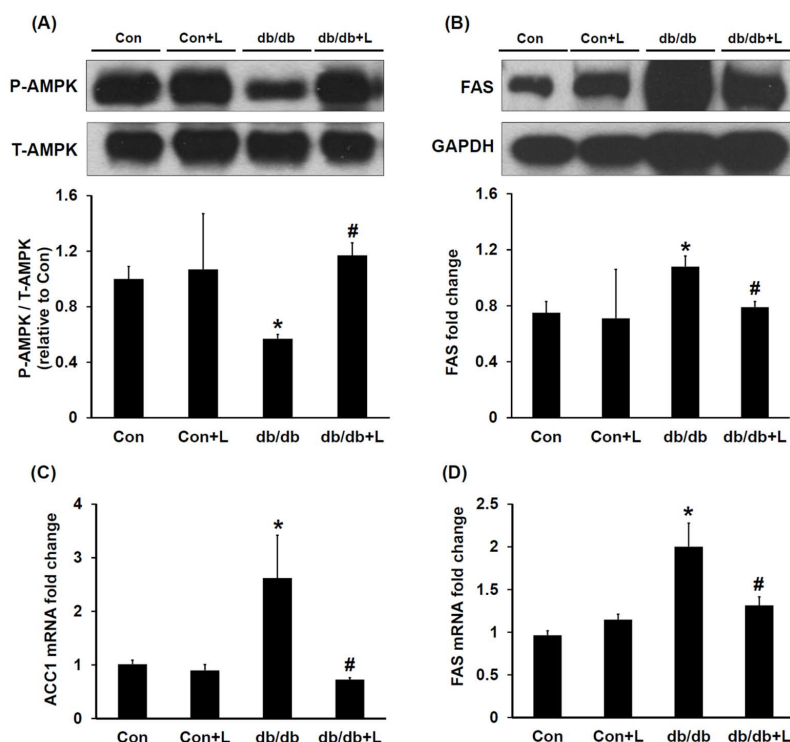 (A)
Con Con+L db/db db/db+L
P-AMPK
T-AMPK
P-AMPK / T-AMPK
(relative to Con)
1.6
1.2
0.8
0.4
0
#
*
Con Con+L db/db db/db+L
(B)
Con Con+L db/db db/db+L
FAS
GAPDH
FAS fold change
1.6
1.2
0.8
0.4
0
*
#
Con Con+L db/db db/db+L
(C)
ACC1 mRNA fold change
4
3
2
1
0
*
#
Con Con+L db/db db/db+L
(D)
FAS mRNA fold change
2.5
2
1.5
1
0.5
0
*
#
Con Con+L db/db db/db+L